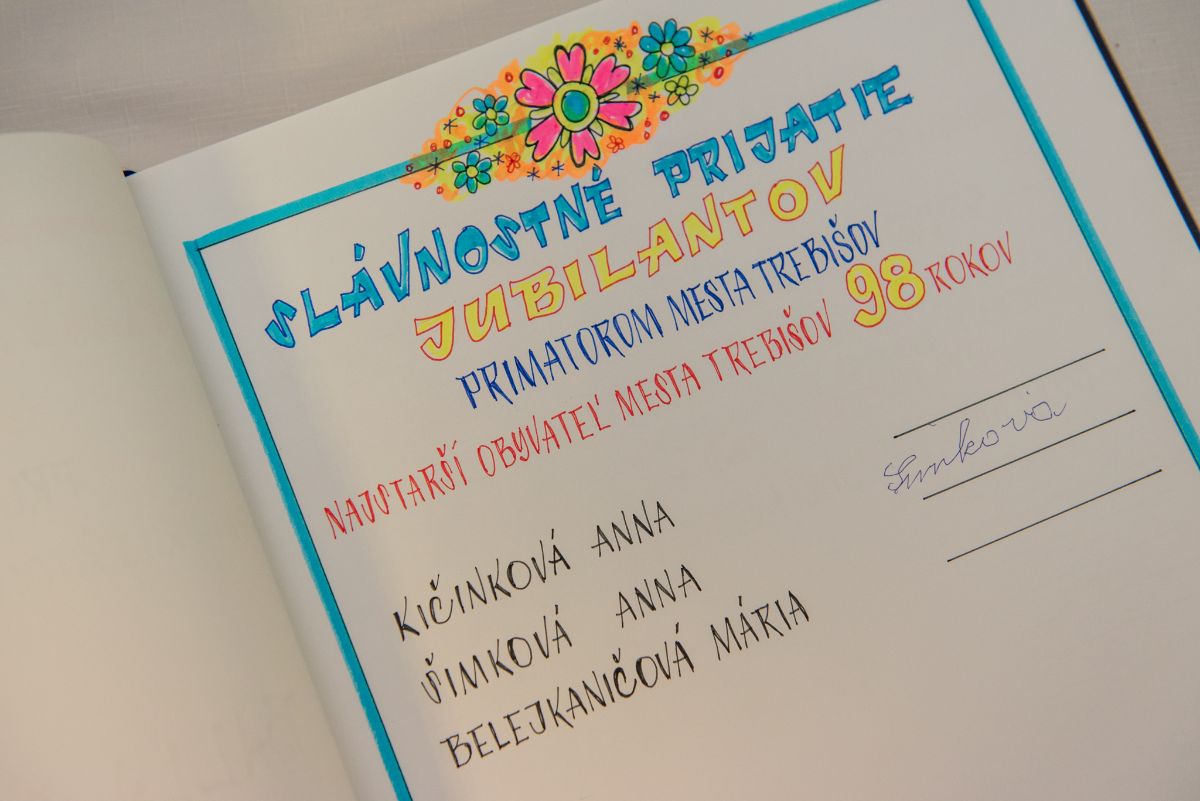 SLÁVNOSTNÉ PRIJATIE
JUBILANTOV
PRIMATOROM MESTA TREBIŠOV
NAJSTARŠÍ OBYVATEĽ MESTA TREBIŠOV 98 ROKOV
KIČINKOVÁ ANNA
ŠIMKOVÁ ANNA Šimková
BELEJKANIČOVÁ MÁRIA